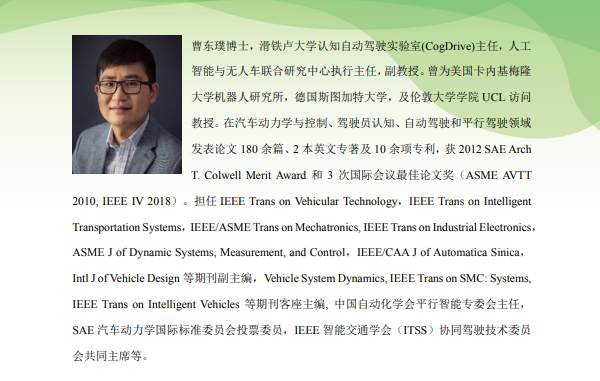 曹东璞博士，滑铁卢大学认知自动驾驶实验室(CogDrive)主任，人工
智能与无人车联合研究中心执行主任，副教授。曾为美国卡内基梅隆
大学机器人研究所，德国斯图加特大学，及伦敦大学学院 UCL 访问
教授。在汽车动力学与控制、驾驶员认知、自动驾驶和平行驾驶领域
发表论文 180 余篇、2 本英文专著及 10 余项专利，获 2012 SAE Arch
T. Colwell Merit Award 和 3 次国际会议最佳论文奖（ASME AVTT
2010, IEEE IV 2018）。担任 IEEE Trans on Vehicular Technology，IEEE Trans on Intelligent
Transportation Systems，IEEE/ASME Trans on Mechatronics, IEEE Trans on Industrial Electronics，
ASME J of Dynamic Systems, Measurement, and Control，IEEE/CAA J of Automatica Sinica，
Intl J of Vehicle Design 等期刊副主编，Vehicle System Dynamics, IEEE Trans on SMC: Systems,
IEEE Trans on Intelligent Vehicles 等期刊客座主编, 中国自动化学会平行智能专委会主任，
SAE 汽车动力学国际标准委员会投票委员，IEEE 智能交通学会（ITSS）协同驾驶技术委员
会共同主席等。